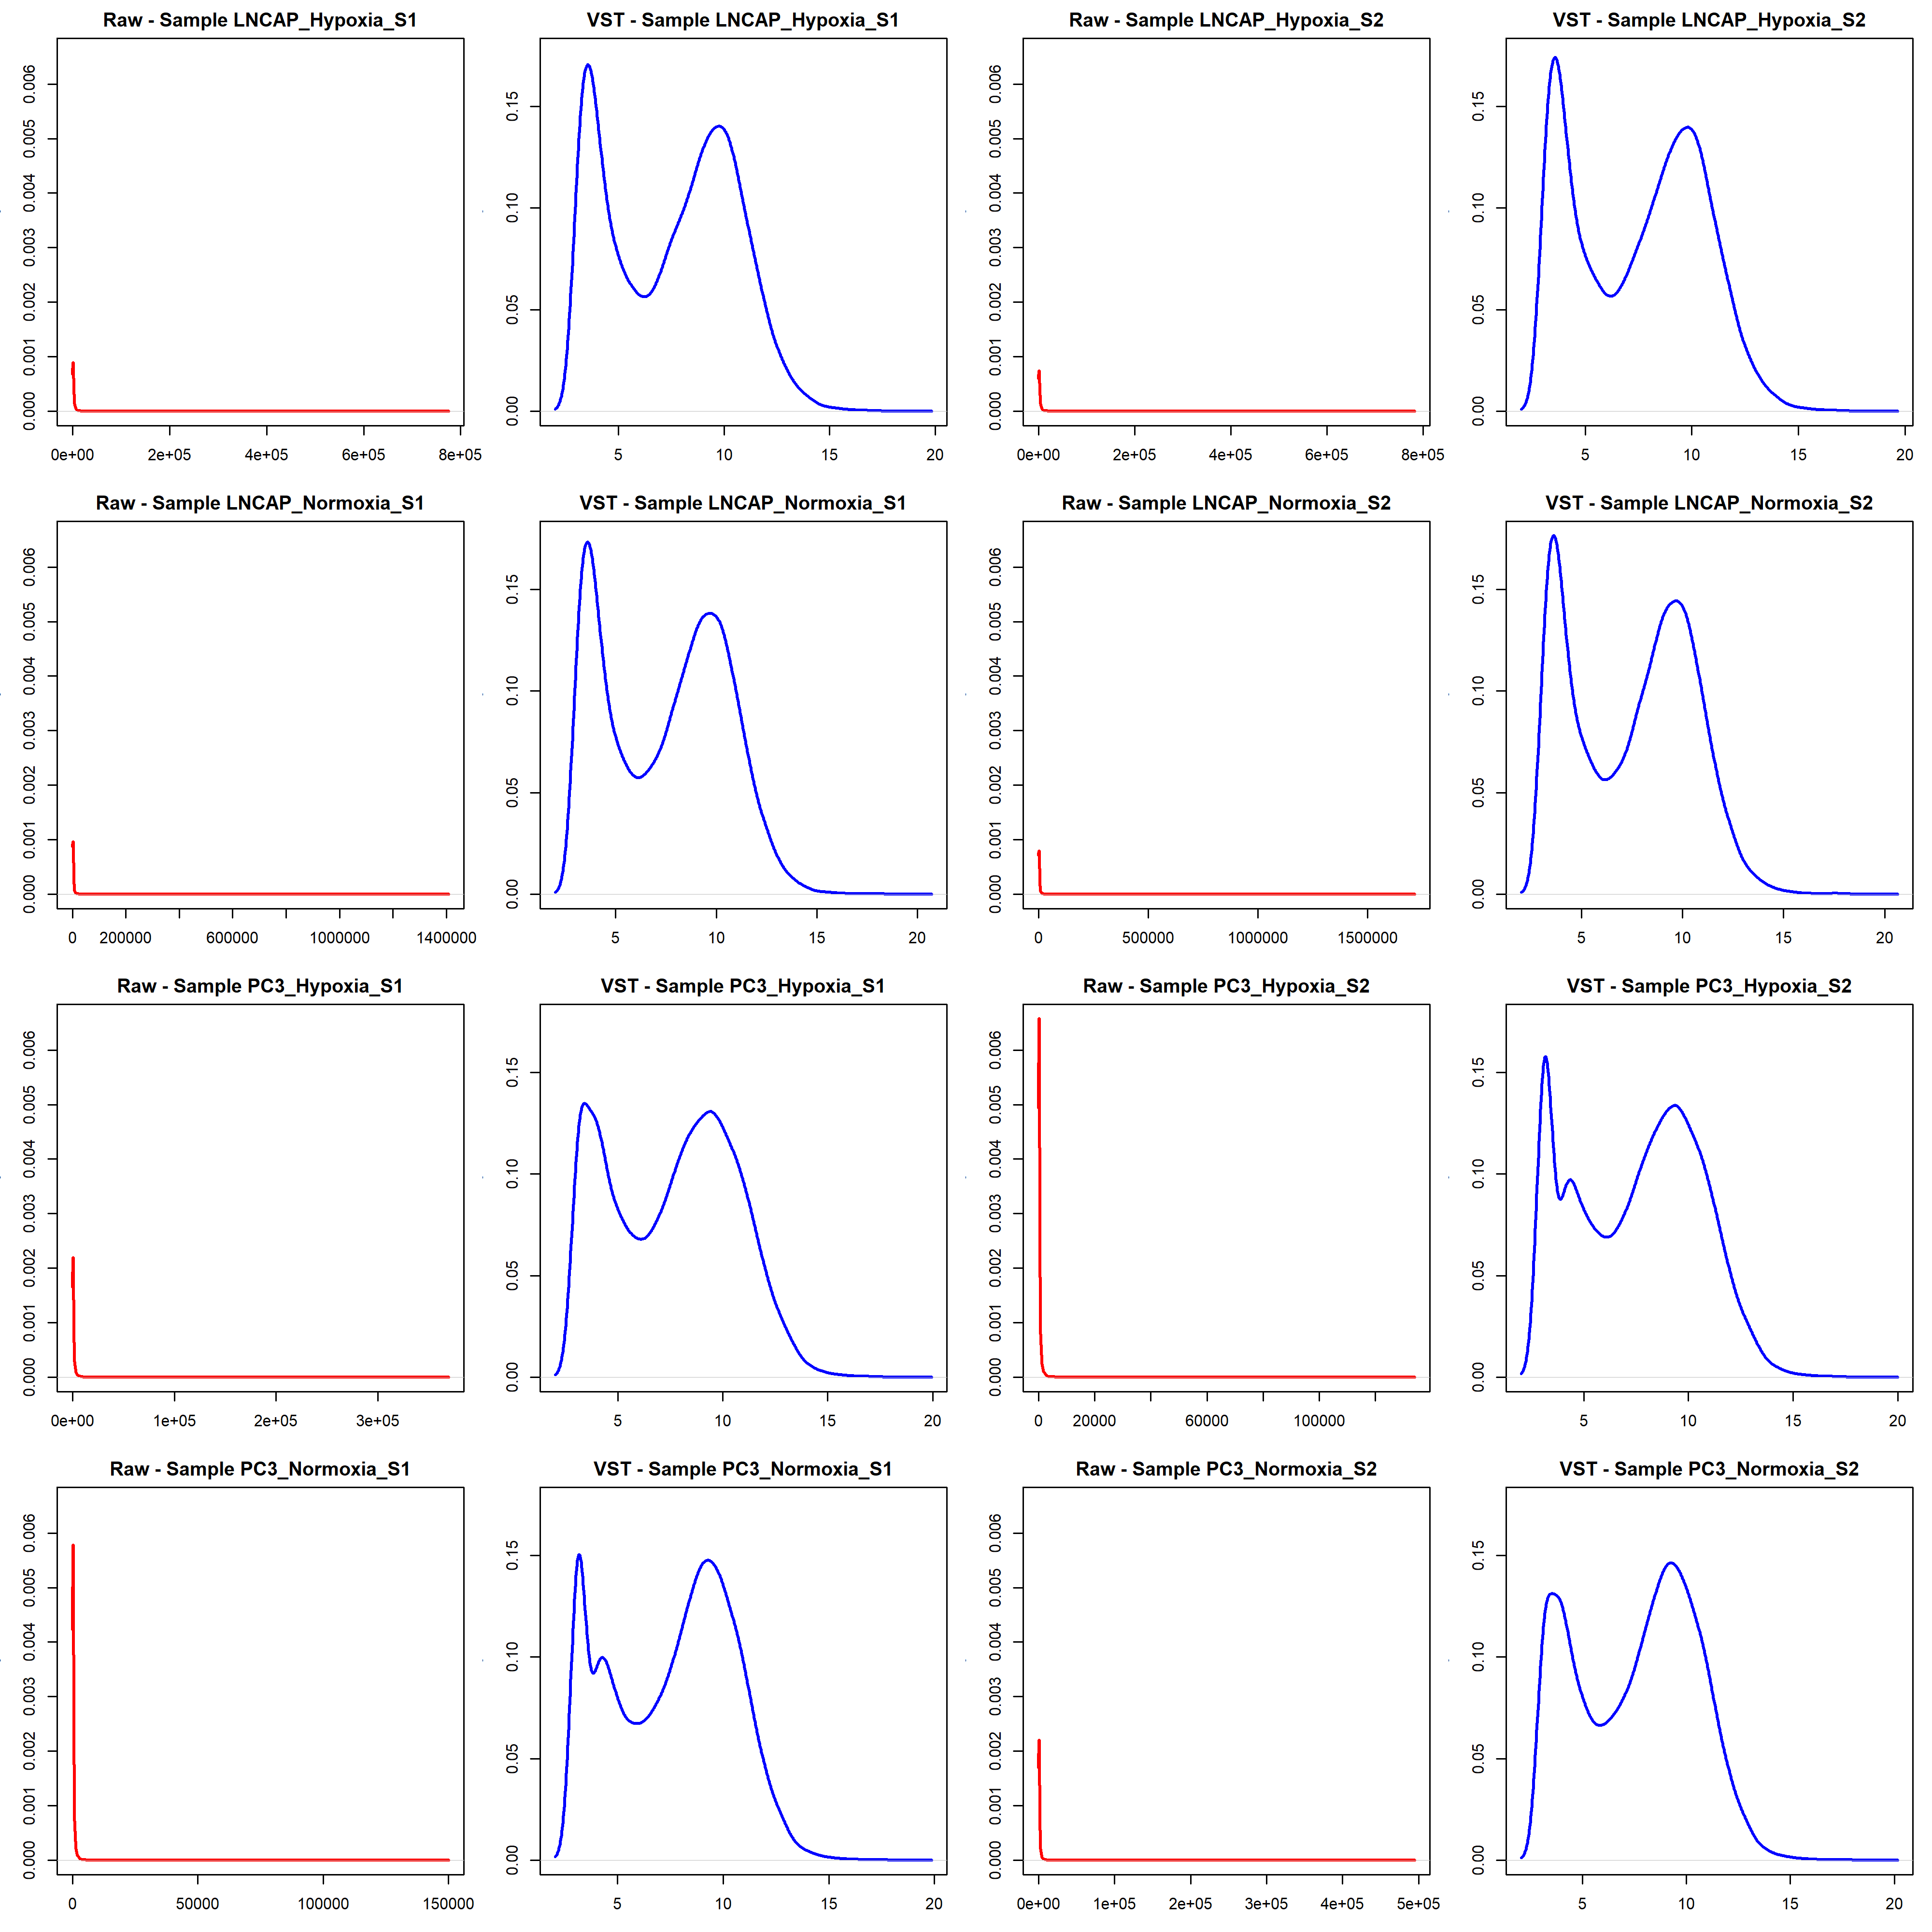 Raw - Sample LNCAP_Hypoxia_S1
VST - Sample LNCAP_Hypoxia_S1
Raw - Sample LNCAP_Hypoxia_S2
VST - Sample LNCAP_Hypoxia_S2
0.000 0.001 0.002 0.003 0.004 0.005 0.006
0e+00 2e+05 4e+05 6e+05 8e+05
0.00 0.05 0.10 0.15
5 10 15 20
0.000 0.001 0.002 0.003 0.004 0.005 0.006
0e+00 2e+05 4e+05 6e+05 8e+05
0.00 0.05 0.10 0.15
5 10 15 20
Raw - Sample LNCAP_Normoxia_S1
VST - Sample LNCAP_Normoxia_S1
Raw - Sample LNCAP_Normoxia_S2
VST - Sample LNCAP_Normoxia_S2
0.000 0.001 0.002 0.003 0.004 0.005 0.006
0 200000 600000 1000000 1400000
0.00 0.05 0.10 0.15
5 10 15 20
0.000 0.001 0.002 0.003 0.004 0.005 0.006
0 500000 1000000 1500000
0.00 0.05 0.10 0.15
5 10 15 20
Raw - Sample PC3_Hypoxia_S1
VST - Sample PC3_Hypoxia_S1
Raw - Sample PC3_Hypoxia_S2
VST - Sample PC3_Hypoxia_S2
0.000 0.001 0.002 0.003 0.004 0.005 0.006
0e+00 1e+05 2e+05 3e+05
0.00 0.05 0.10 0.15
5 10 15 20
0.000 0.001 0.002 0.003 0.004 0.005 0.006
0 20000 60000 100000
0.00 0.05 0.10 0.15
5 10 15 20
Raw - Sample PC3_Normoxia_S1
VST - Sample PC3_Normoxia_S1
Raw - Sample PC3_Normoxia_S2
VST - Sample PC3_Normoxia_S2
0.000 0.001 0.002 0.003 0.004 0.005 0.006
0 50000 100000 150000
0.00 0.05 0.10 0.15
5 10 15 20
0.000 0.001 0.002 0.003 0.004 0.005 0.006
0e+00 1e+05 2e+05 3e+05 4e+05 5e+05
0.00 0.05 0.10 0.15
5 10 15 20